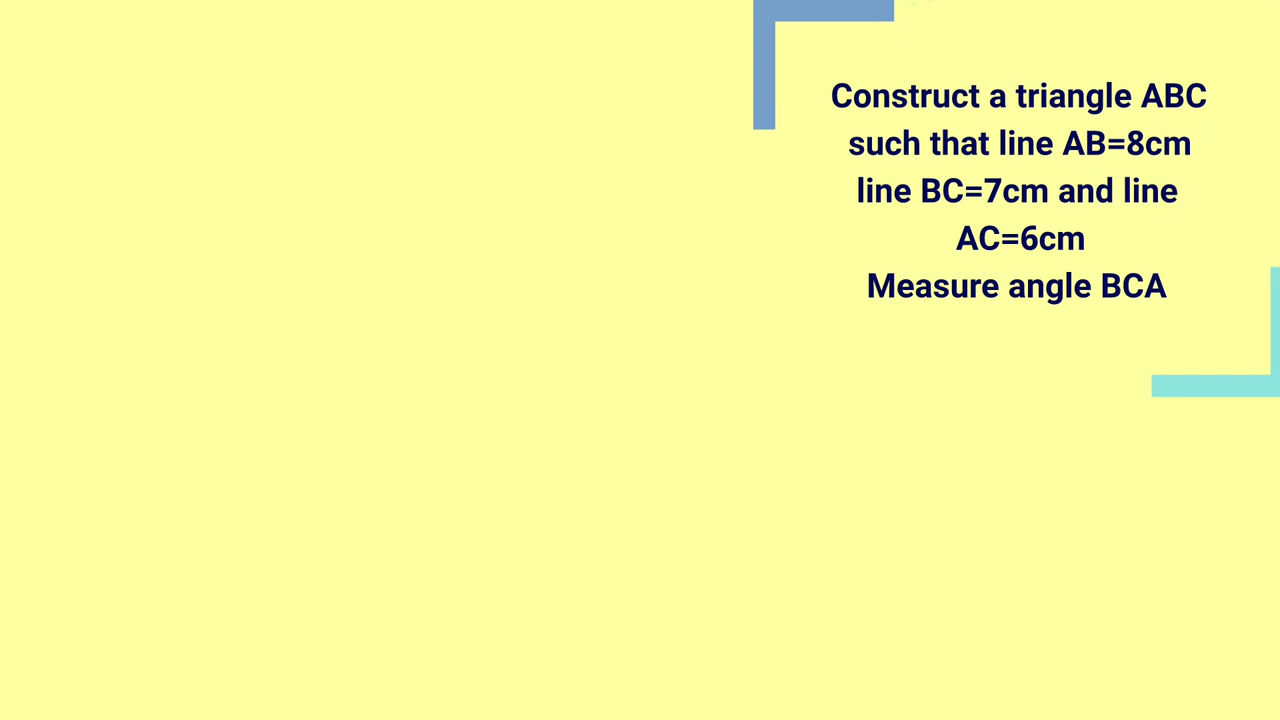 Construct a triangle ABC
such that line AB=8cm
line BC=7cm and line
AC=6cm
Measure angle BCA